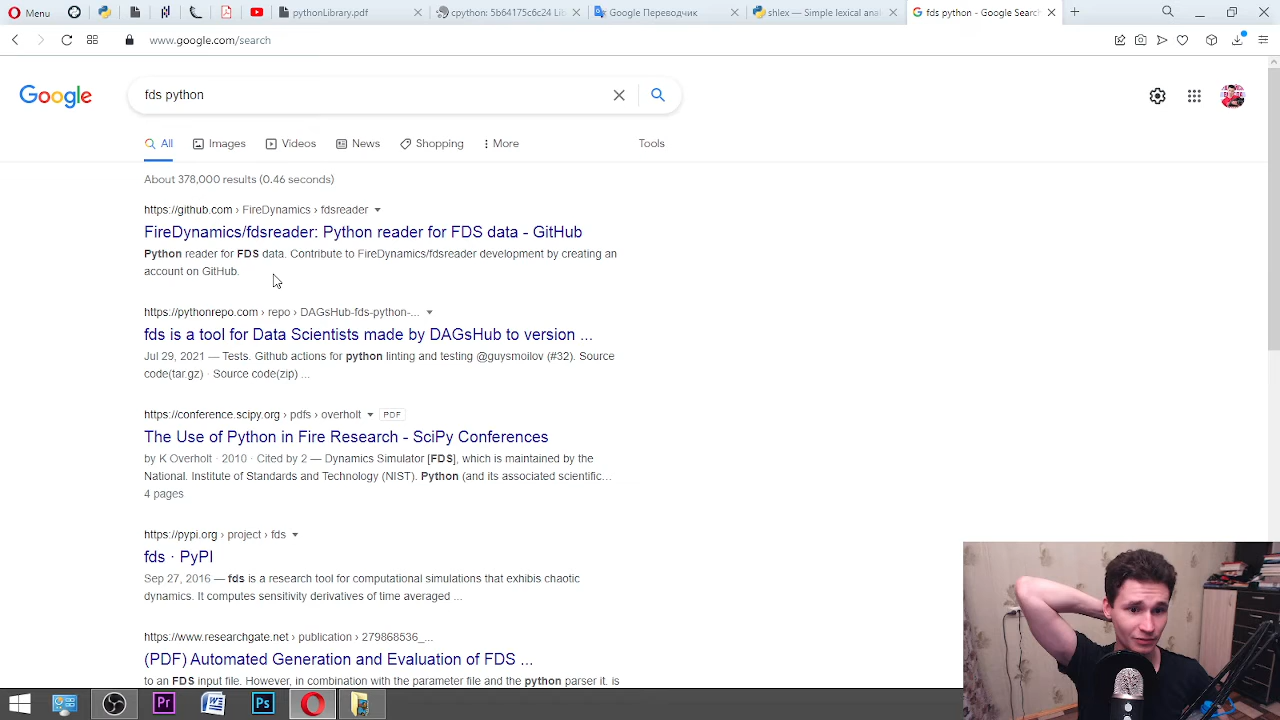 Menu
pythonLibrary.pdf
cpython: 5b64175c6c24 Lib
Google Переводчик
shlex — Simple lexical anal
fds python - Google Search
www.google.com/search
Google
fds python
All
Images
Videos
News
Shopping
More
Tools
About 378,000 results (0.46 seconds)
https://github.com › FireDynamics › fdsreader
FireDynamics/fdsreader: Python reader for FDS data - GitHub
Python reader for FDS data. Contribute to FireDynamics/fdsreader development by creating an
account on GitHub.
https://pythonrepo.com › repo › DAGsHub-fds-python-...
fds is a tool for Data Scientists made by DAGsHub to version ...
Jul 29, 2021 — Tests. Github actions for python linting and testing @guysmoilov (#32). Source
code(tar.gz) · Source code(zip) ...
https://conference.scipy.org › pdfs › overholt PDF
The Use of Python in Fire Research - SciPy Conferences
by K Overholt · 2010 · Cited by 2 — Dynamics Simulator [FDS], which is maintained by the
National. Institute of Standards and Technology (NIST). Python (and its associated scientific...
4 pages
https://pypi.org › project › fds
fds · PyPI
Sep 27, 2016 — fds is a research tool for computational simulations that exhibis chaotic
dynamics. It computes sensitivity derivatives of time averaged ...
https://www.researchgate.net › publication › 279868536_...
(PDF) Automated Generation and Evaluation of FDS ...
to an FDS input file. However, in combination with the parameter file and the python parser it. is
Pr
W
Ps